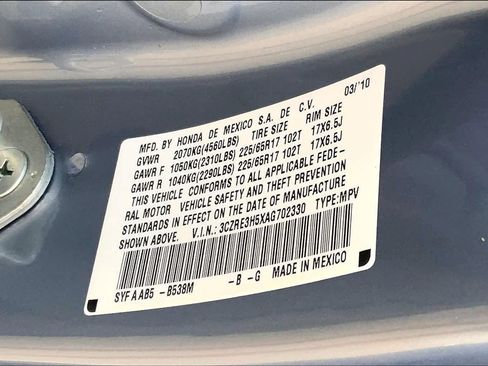 MFD. BY HONDA DE MEXICO S.A. DE C.V. 03/'10
GVWR 2070KG(4560LBS) TIRE SIZE RIM SIZE
GAWR F 1050KG(2310LBS) 225/65R17 102T 17X6.5J
GAWR R 1040KG(2290LBS) 225/65R17 102T 17X6.5J
THIS VEHICLE CONFORMS TO ALL APPLICABLE FEDE-
RAL MOTOR VEHICLE SAFETY AND THEFT PREVENTION
STANDARDS IN EFFECT ON THE DATE OF MANUFACTURE
SHOWN ABOVE. V.I.N.: 3CZRE3H5XAG702330 TYPE:MPV
SYFAAB5 -B538M -B-G MADE IN MEXICO